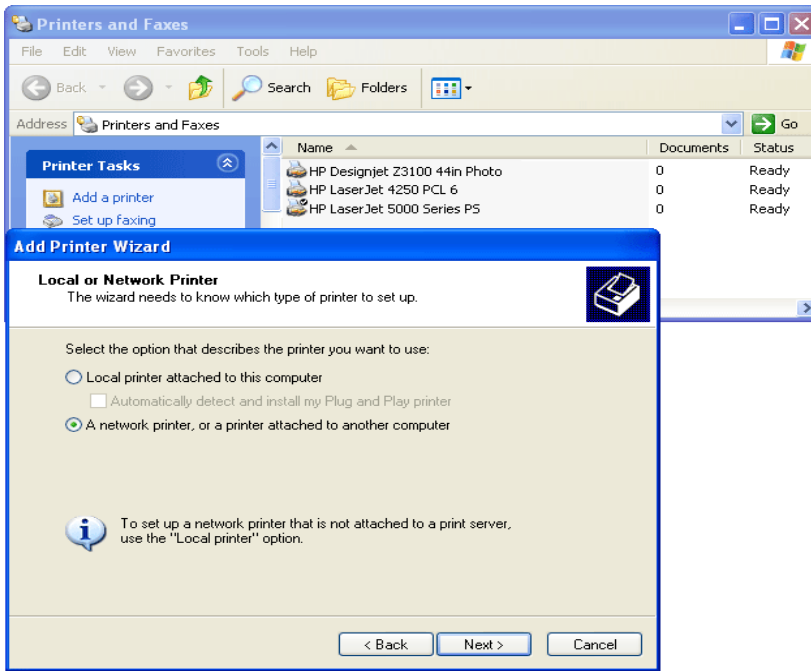 Printers and Faxes
File Edit View Favorites Tools Help
Back Search Folders
Address Printers and Faxes Go
Name Documents Status
Printer Tasks
HP Designjet Z3100 44in Photo 0 Ready
Add a printer
HP LaserJet 4250 PCL 6 0 Ready
Set up faxing
HP LaserJet 5000 Series PS 0 Ready
Add Printer Wizard
Local or Network Printer
The wizard needs to know which type of printer to set up.
Select the option that describes the printer you want to use:
Local printer attached to this computer
Automatically detect and install my Plug and Play printer
A network printer, or a printer attached to another computer
To set up a network printer that is not attached to a print server,
use the "Local printer" option.
< Back Next > Cancel